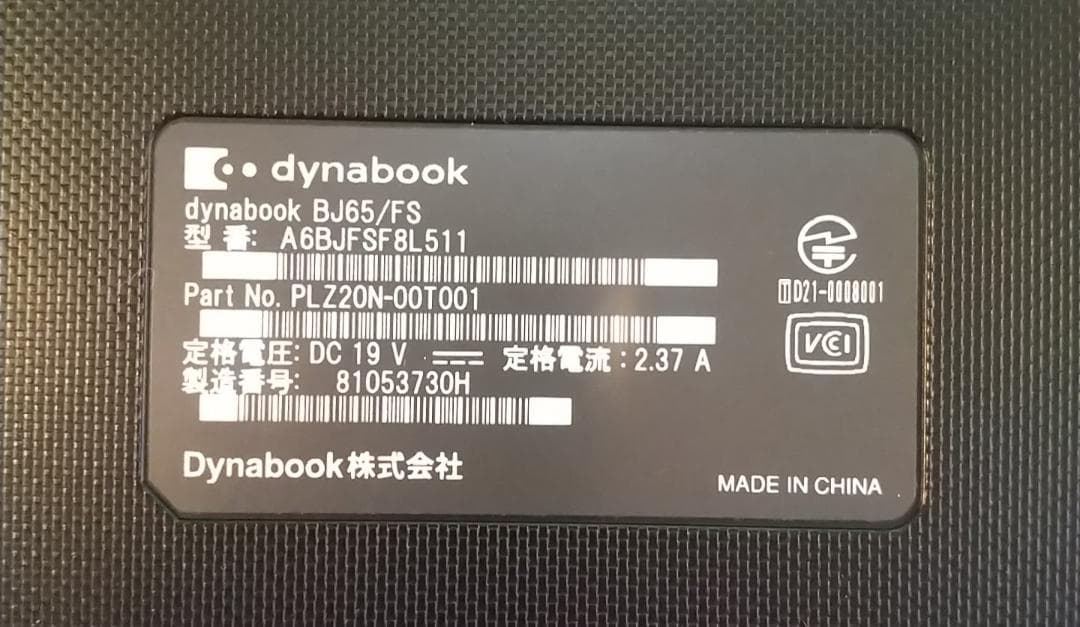 dynabook
dynabook BJ65/FS
型 番: A6BJFSF8L511
Part No. PLZ20N-00T001
定格電圧: DC 19 V 定格電流: 2.37 A
製造番号: 81053730H
Dynabook株式会社
T D21-0008001
VCCI
MADE IN CHINA